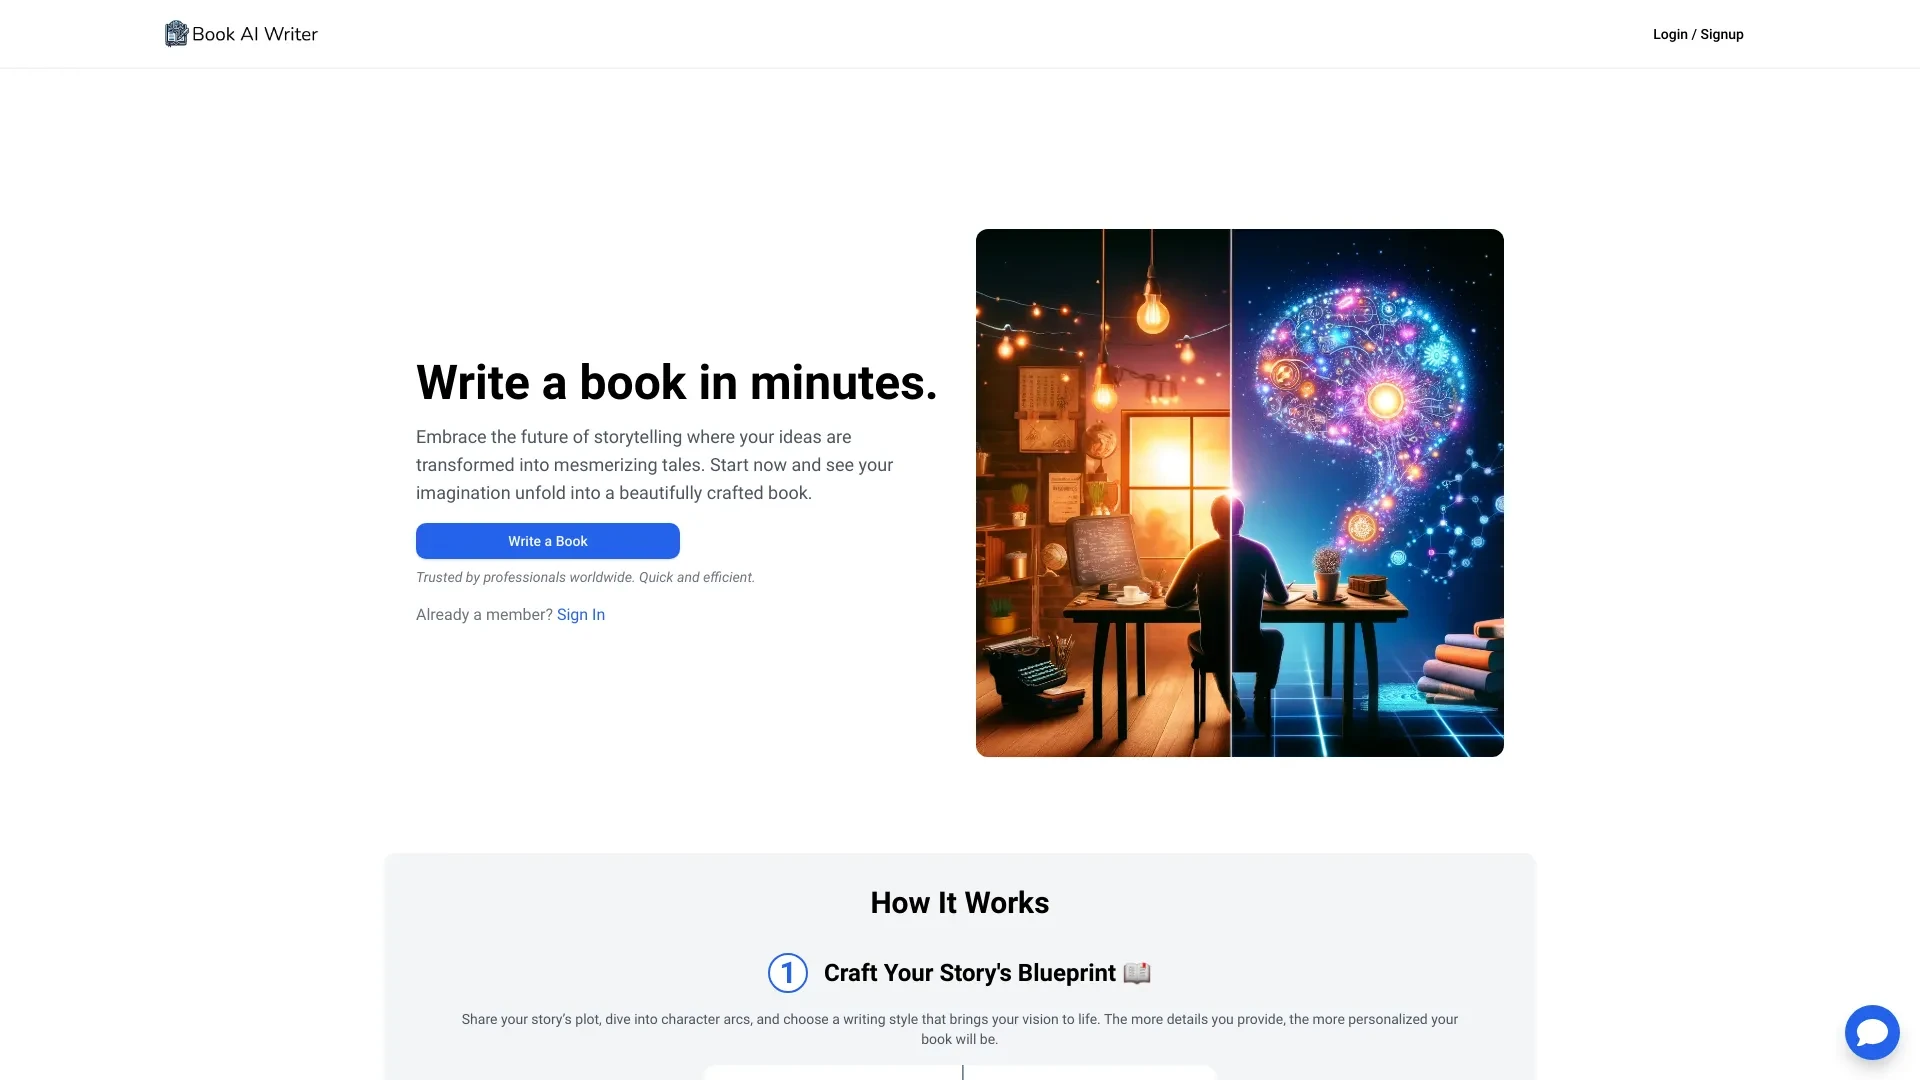 Book AI Writer
Login / Signup
Write a book in minutes.
Embrace the future of storytelling where your ideas are
transformed into mesmerizing tales. Start now and see your
imagination unfold into a beautifully crafted book.
Write a Book
Trusted by professionals worldwide. Quick and efficient.
Already a member? Sign In
How It Works
1 Craft Your Story's Blueprint 📖
Share your story’s plot, dive into character arcs, and choose a writing style that brings your vision to life. The more details you provide, the more personalized your
book will be.